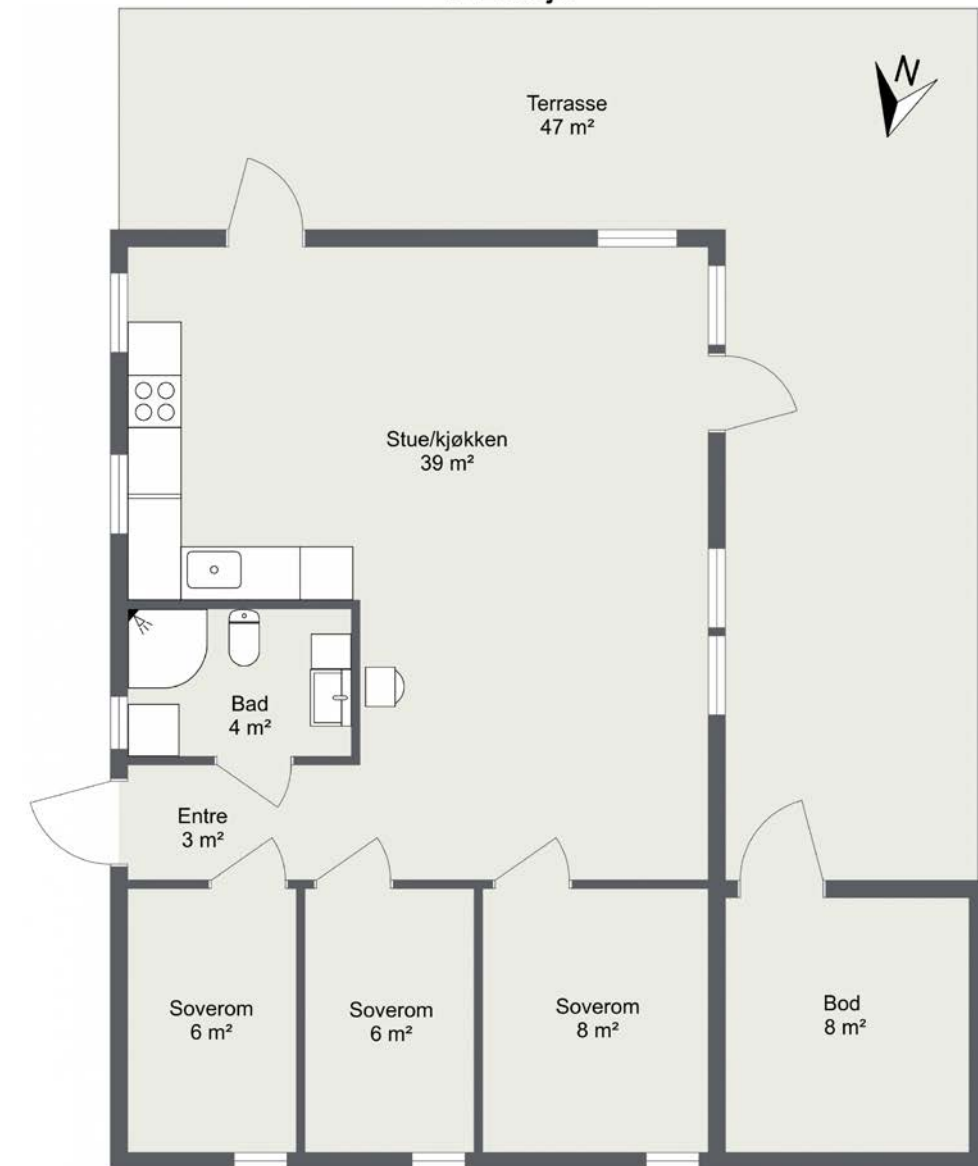 N
Terrasse
47 m²
Stue/kjøkken
39 m²
Bad
4 m²
Entre
3 m²
Soverom
6 m²
Soverom
6 m²
Soverom
8 m²
Bod
8 m²